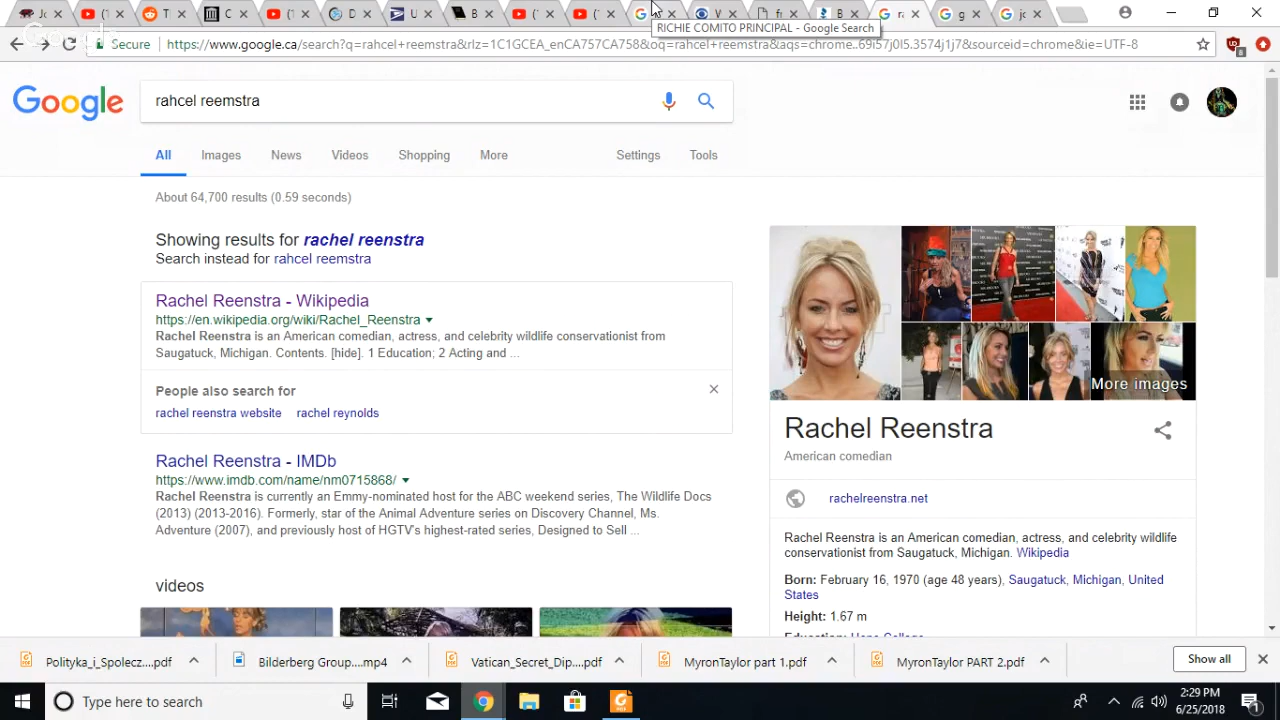 RICHIE COMITO PRINCIPAL - Google Search
Secure
https://www.google.ca/search?q=rahcel+reemstra&rlz=1C1GCEA_enCA757CA758&oq=rahcel+reemstra&aqs=chrome..69i57j0l5.3574j1j7&sourceid=chrome&ie=UTF-8
8
Google
rahcel reemstra
All Images News Videos Shopping More Settings Tools
About 64,700 results (0.59 seconds)
Showing results for rachel reenstra
Search instead for rahcel reemstra
Rachel Reenstra - Wikipedia
https://en.wikipedia.org/wiki/Rachel_Reenstra
Rachel Reenstra is an American comedian, actress, and celebrity wildlife conservationist from
Saugatuck, Michigan. Contents. [hide]. 1 Education; 2 Acting and ...
People also search for
rachel reenstra website rachel reynolds
Rachel Reenstra - IMDb
https://www.imdb.com/name/nm0715868/
Rachel Reenstra is currently an Emmy-nominated host for the ABC weekend series, The Wildlife Docs
(2013) (2013-2016). Formerly, star of the Animal Adventure series on Discovery Channel, Ms.
Adventure (2007), and previously host of HGTV's highest-rated series, Designed to Sell ...
videos
More images
Rachel Reenstra
American comedian
rachelreenstra.net
Rachel Reenstra is an American comedian, actress, and celebrity wildlife
conservationist from Saugatuck, Michigan. Wikipedia
Born: February 16, 1970 (age 48 years), Saugatuck, Michigan, United
States
Height: 1.67 m
Education: Hope College
Polityka_i_Spolecz....pdf
Bilderberg Group....mp4
Vatican_Secret_Dip....pdf
MyronTaylor part 1.pdf
MyronTaylor PART 2.pdf
Show all
Type here to search
2:29 PM
6/25/2018
1